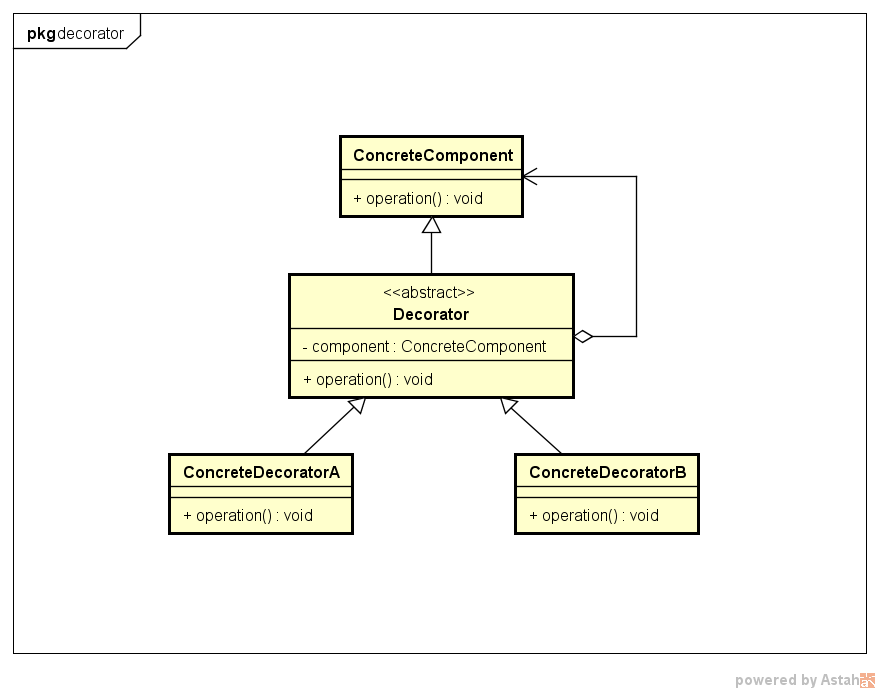 pkg decorator
ConcreteComponent
+ operation() : void
<<abstract>>
Decorator
- component : ConcreteComponent
+ operation() : void
ConcreteDecoratorA
+ operation() : void
ConcreteDecoratorB
+ operation() : void
powered by Astah